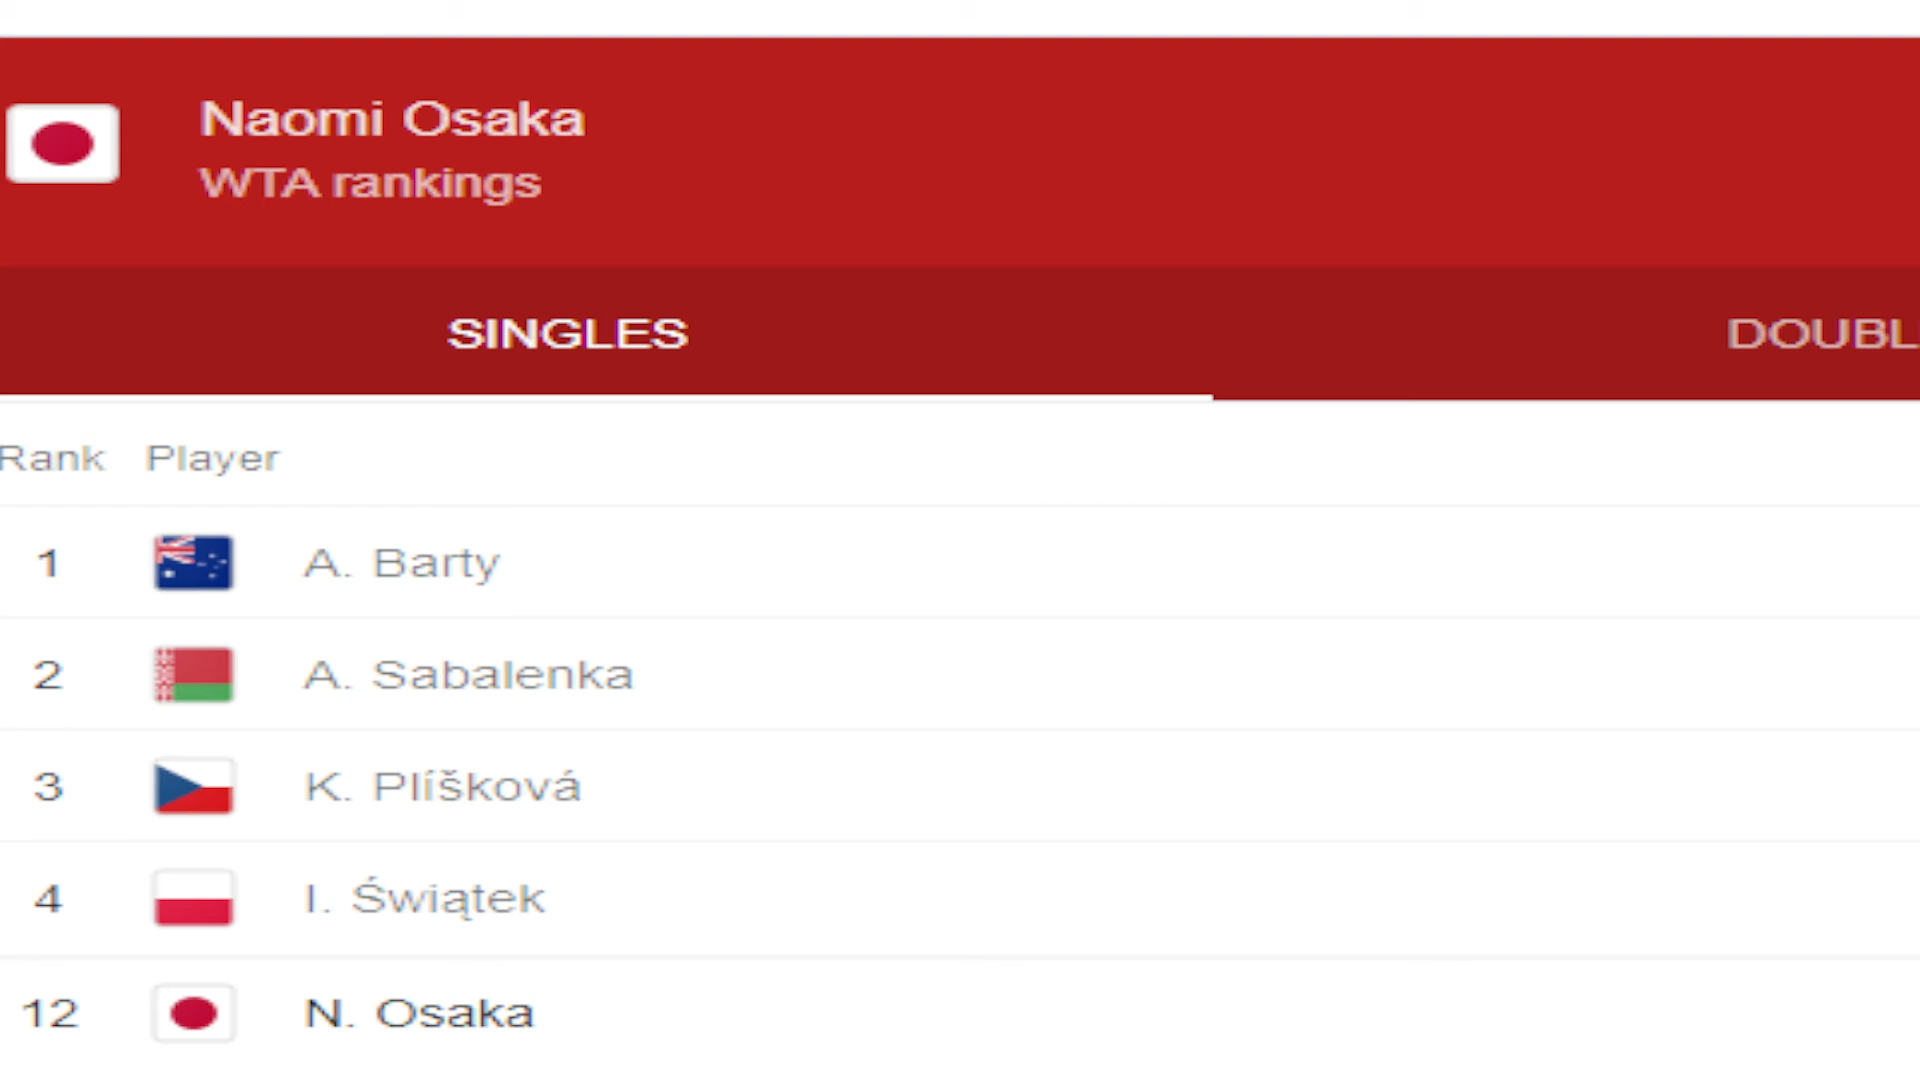 Naomi Osaka
WTA rankings
SINGLES DOUBL
Rank Player
1 A. Barty
2 A. Sabalenka
3 K. Plíšková
4 I. Świątek
12 N. Osaka